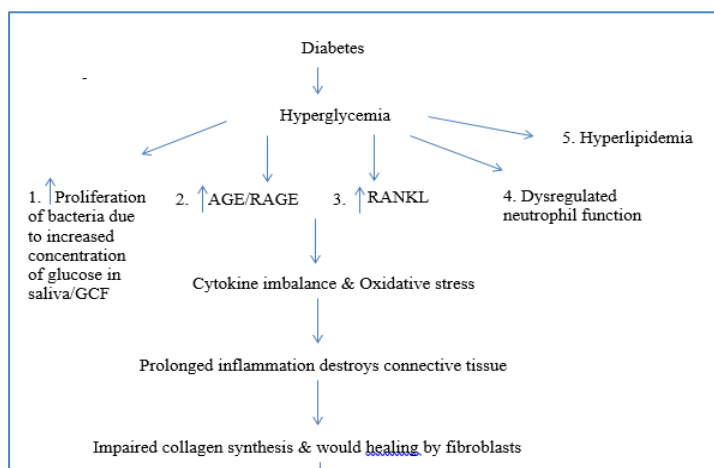 Diabetes
-
Hyperglycemia
5. Hyperlipidemia
1. Proliferation
of bacteria due
to increased
concentration
of glucose in
saliva/GCF
2. AGE/RAGE
3. RANKL
4. Dysregulated
neutrophil function
Cytokine imbalance & Oxidative stress
Prolonged inflammation destroys connective tissue
Impaired collagen synthesis & would healing by fibroblasts